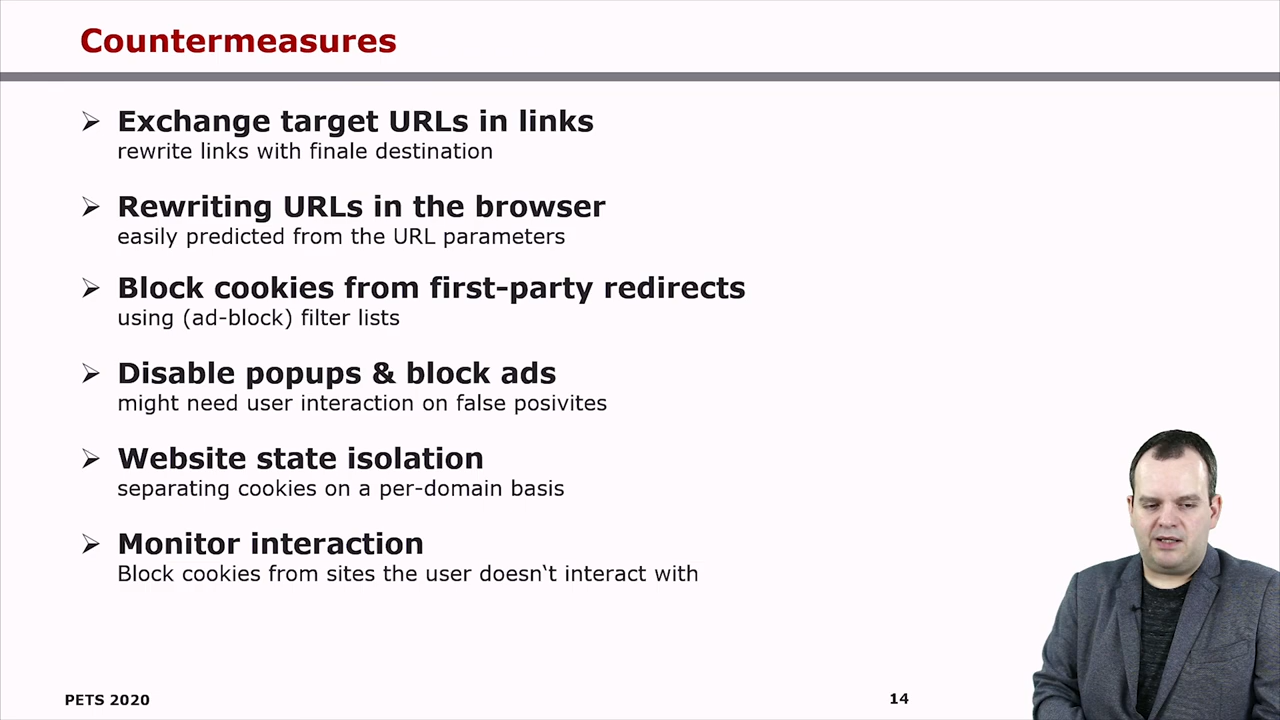 Countermeasures
Exchange target URLs in links
rewrite links with finale destination
Rewriting URLs in the browser
easily predicted from the URL parameters
Block cookies from first-party redirects
using (ad-block) filter lists
Disable popups & block ads
might need user interaction on false posivites
Website state isolation
separating cookies on a per-domain basis
Monitor interaction
Block cookies from sites the user doesn‛t interact with
PETS 2020
14